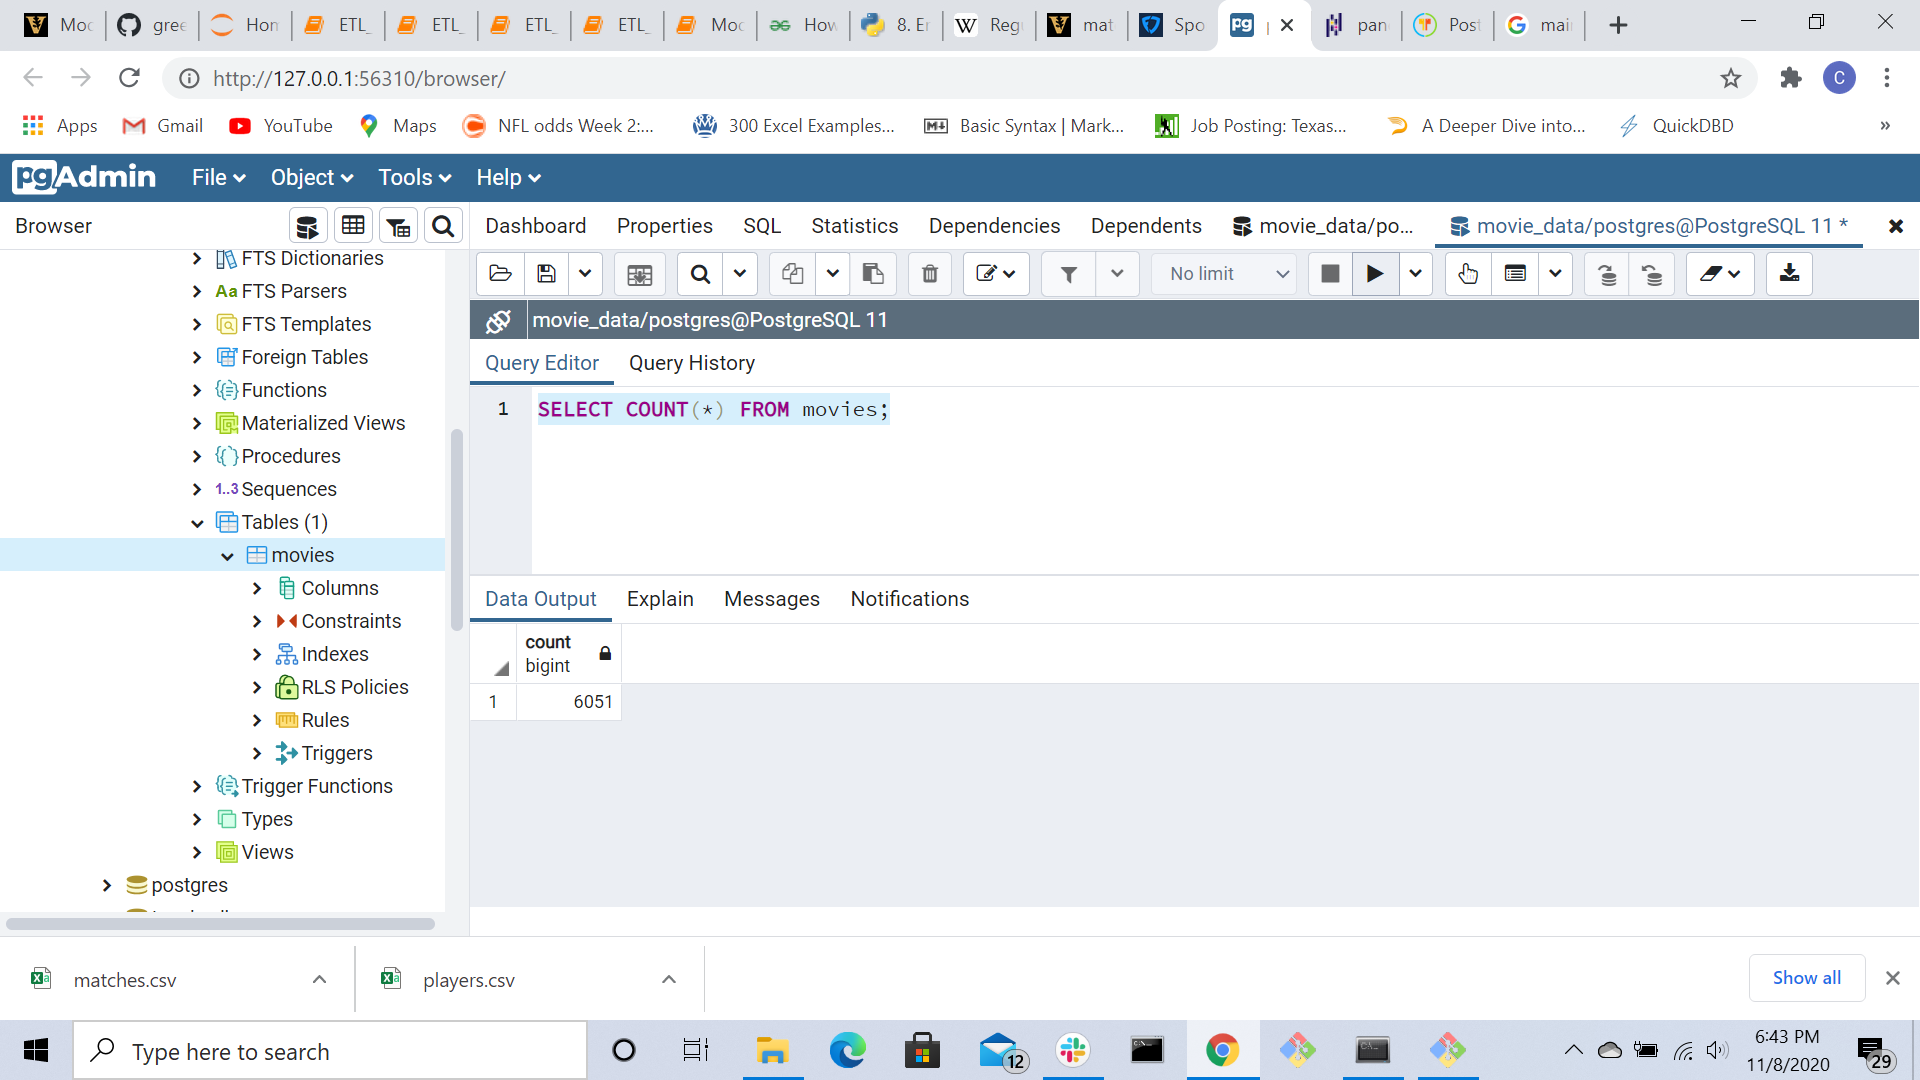 Moc
gree
Hon
ETL_
ETL_
ETL_
ETL_
Moc
How
8. Er
Reg
mat
Spo
pan
Post
mai
http://127.0.0.1:56310/browser/
C
Apps
Gmail
YouTube
Maps
NFL odds Week 2:...
300 Excel Examples...
Basic Syntax | Mark...
Job Posting: Texas...
A Deeper Dive into...
QuickDBD
»
pgAdmin
File
Object
Tools
Help
Browser
Dashboard
Properties
SQL
Statistics
Dependencies
Dependents
movie_data/po...
movie_data/postgres@PostgreSQL 11 *
No limit
movie_data/postgres@PostgreSQL 11
Query Editor
Query History
1 SELECT COUNT(*) FROM movies;
FTS Dictionaries
Aa FTS Parsers
FTS Templates
Foreign Tables
Functions
Materialized Views
Procedures
1..3 Sequences
Tables (1)
movies
Columns
Constraints
Indexes
RLS Policies
Rules
Triggers
Trigger Functions
Types
Views
postgres
Data Output
Explain
Messages
Notifications
count
bigint
1 6051
matches.csv
players.csv
Show all
Type here to search
12
6:43 PM
11/8/2020
29